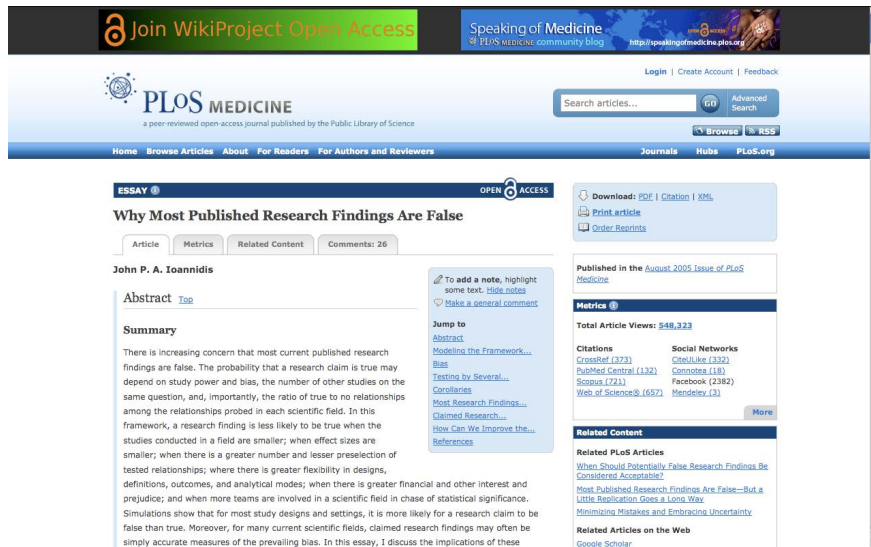 Join WikiProject Open Access
Speaking of Medicine
PLOS MEDICINE community blog
OPEN ACCESS
http://speakingofmedicine.plos.org
Login | Create Account | Feedback
PLoS MEDICINE
a peer-reviewed open-access journal published by the Public Library of Science
Search articles...
GO
Advanced
Search
Browse
RSS
Home Browse Articles About For Readers For Authors and Reviewers
Journals Hubs PLoS.org
ESSAY
OPEN ACCESS
Why Most Published Research Findings Are False
Article Metrics Related Content Comments: 26
John P. A. Ioannidis
Abstract Top
Summary
There is increasing concern that most current published research
findings are false. The probability that a research claim is true may
depend on study power and bias, the number of other studies on the
same question, and, importantly, the ratio of true to no relationships
among the relationships probed in each scientific field. In this
framework, a research finding is less likely to be true when the
studies conducted in a field are smaller; when effect sizes are
smaller; when there is a greater number and lesser preselection of
tested relationships; where there is greater flexibility in designs,
definitions, outcomes, and analytical modes; when there is greater financial and other interest and
prejudice; and when more teams are involved in a scientific field in chase of statistical significance.
Simulations show that for most study designs and settings, it is more likely for a research claim to be
false than true. Moreover, for many current scientific fields, claimed research findings may often be
simply accurate measures of the prevailing bias. In this essay, I discuss the implications of these
To add a note, highlight
some text. Hide notes
Make a general comment
Jump to
Abstract
Modeling the Framework...
Bias
Testing by Several...
Corollaries
Most Research Findings...
Claimed Research...
How Can We Improve the...
References
Download: PDF | Citation | XML
Print article
Order Reprints
Published in the August 2005 Issue of PLoS
Medicine
Metrics
Total Article Views: 548,323
Citations
CrossRef (373)
PubMed Central (132)
Scopus (721)
Web of Science® (657)
Social Networks
CiteULike (332)
Connotea (18)
Facebook (2382)
Mendeley (3)
More
Related Content
Related PLoS Articles
When Should Potentially False Research Findings Be
Considered Acceptable?
Most Published Research Findings Are False—But a
Little Replication Goes a Long Way
Minimizing Mistakes and Embracing Uncertainty
Related Articles on the Web
Google Scholar